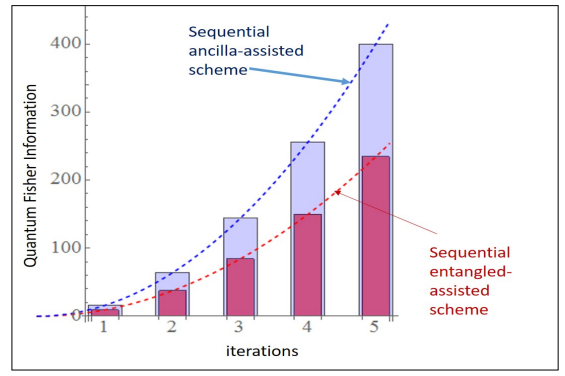 Quantum Fisher Information
400
300
200
100
0
Sequential
ancilla-assisted
scheme
Sequential
entangled-
assisted
scheme
1 2 3 4 5
iterations